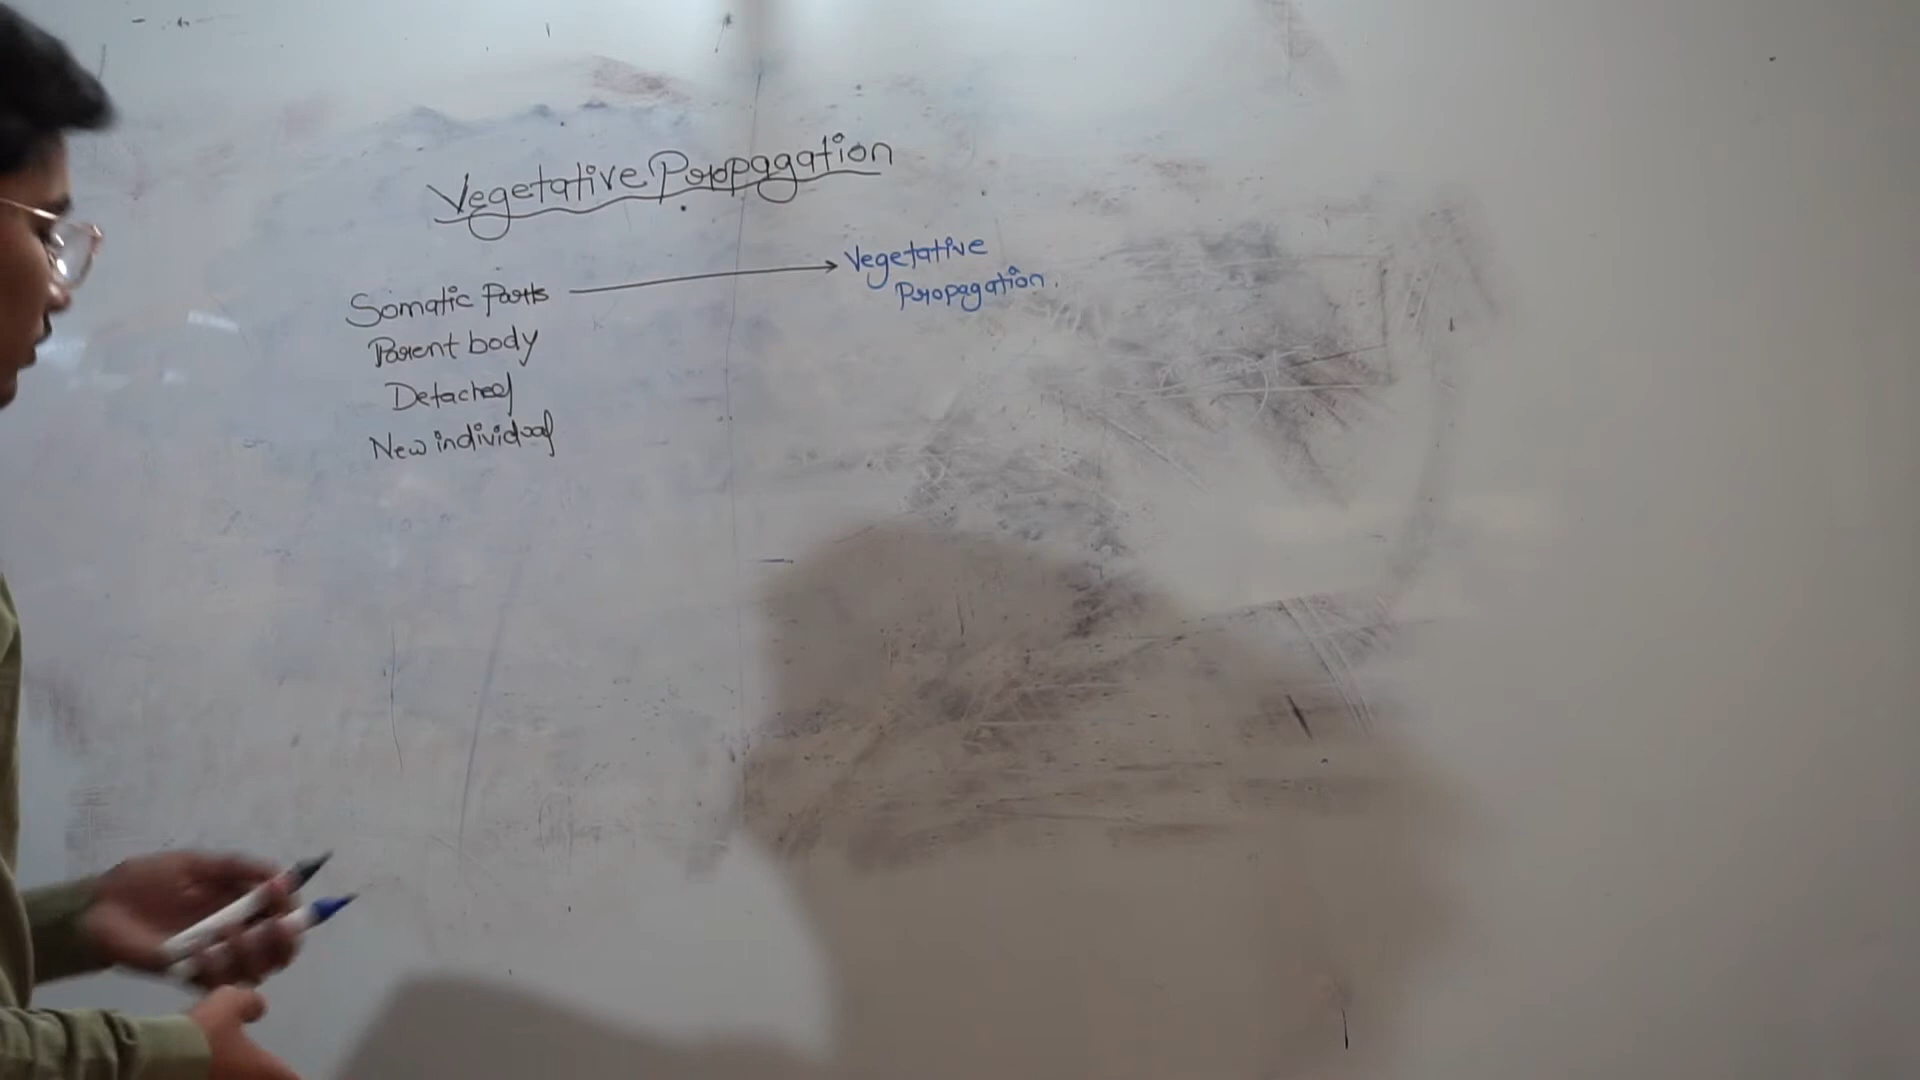 Vegetative Propagation
Somatic Parts
Parent body
Detached
New individual
Vegetative
Propagation.